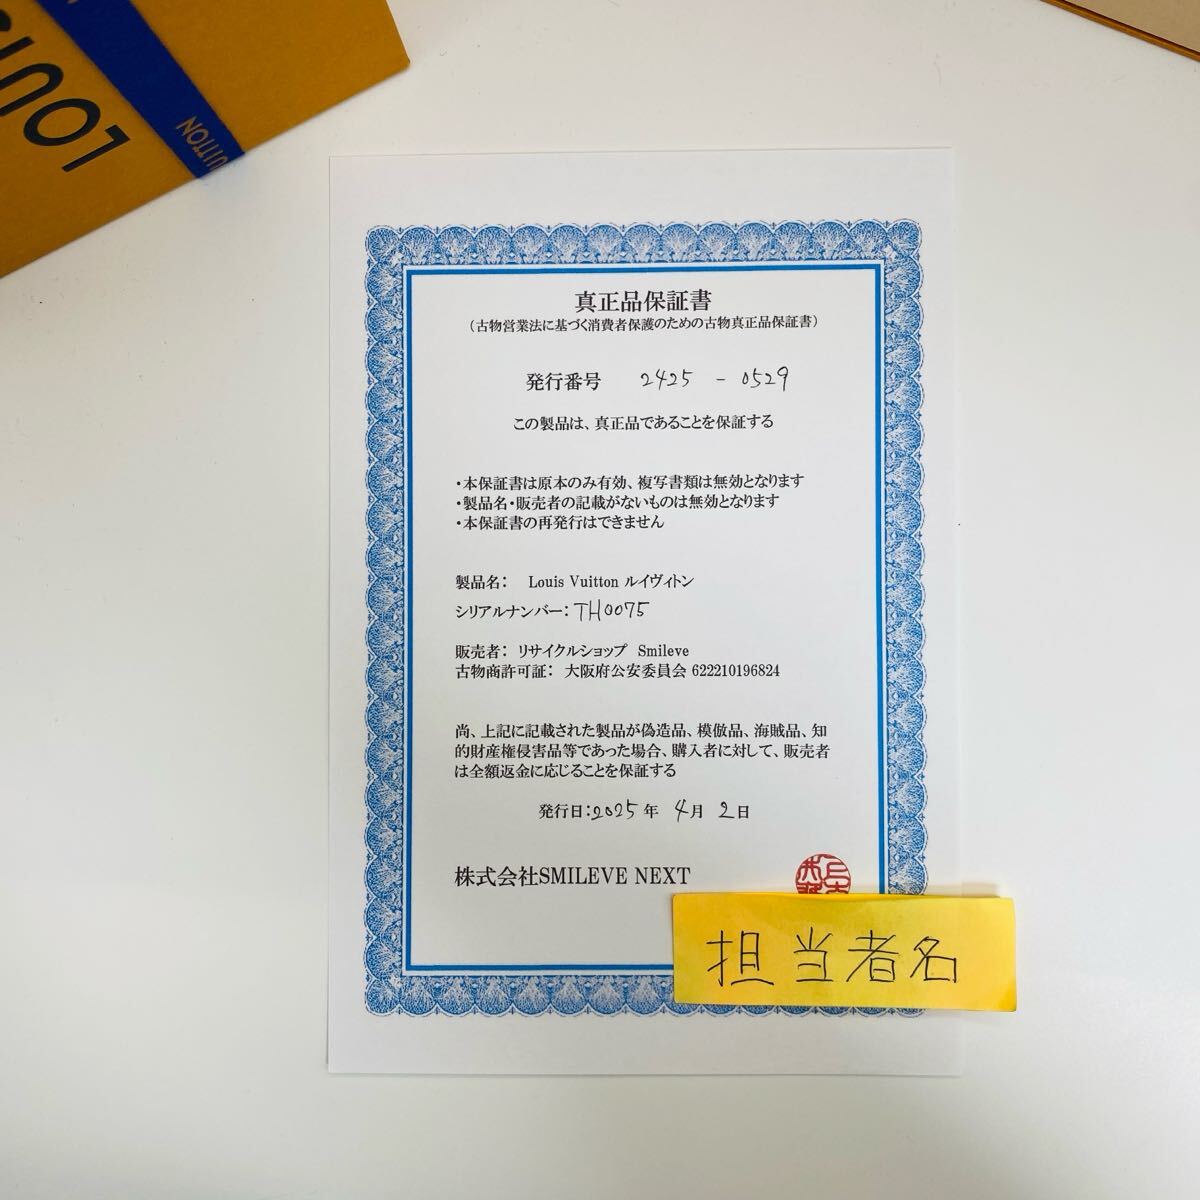 LOUIS
UITTON
真正品保証書
(古物営業法に基づく消費者保護のための古物真正品保証書)
発行番号 2425 - 0529
この製品は、真正品であることを保証する
・本保証書は原本のみ有効、複写書類は無効となります
・製品名・販売者の記載がないものは無効となります
・本保証書の再発行はできません
製品名: Louis Vuitton ルイヴィトン
シリアルナンバー: TH0075
販売者: リサイクルショップ Smileve
古物商許可証: 大阪府公安委員会 622210196824
尚、上記に記載された製品が偽造品、模倣品、海賊品、知
的財産権侵害品等であった場合、購入者に対して、販売者
は全額返金に応じることを保証する
発行日:2025年 4月 2日
株式会社SMILEVE NEXT
担当者名